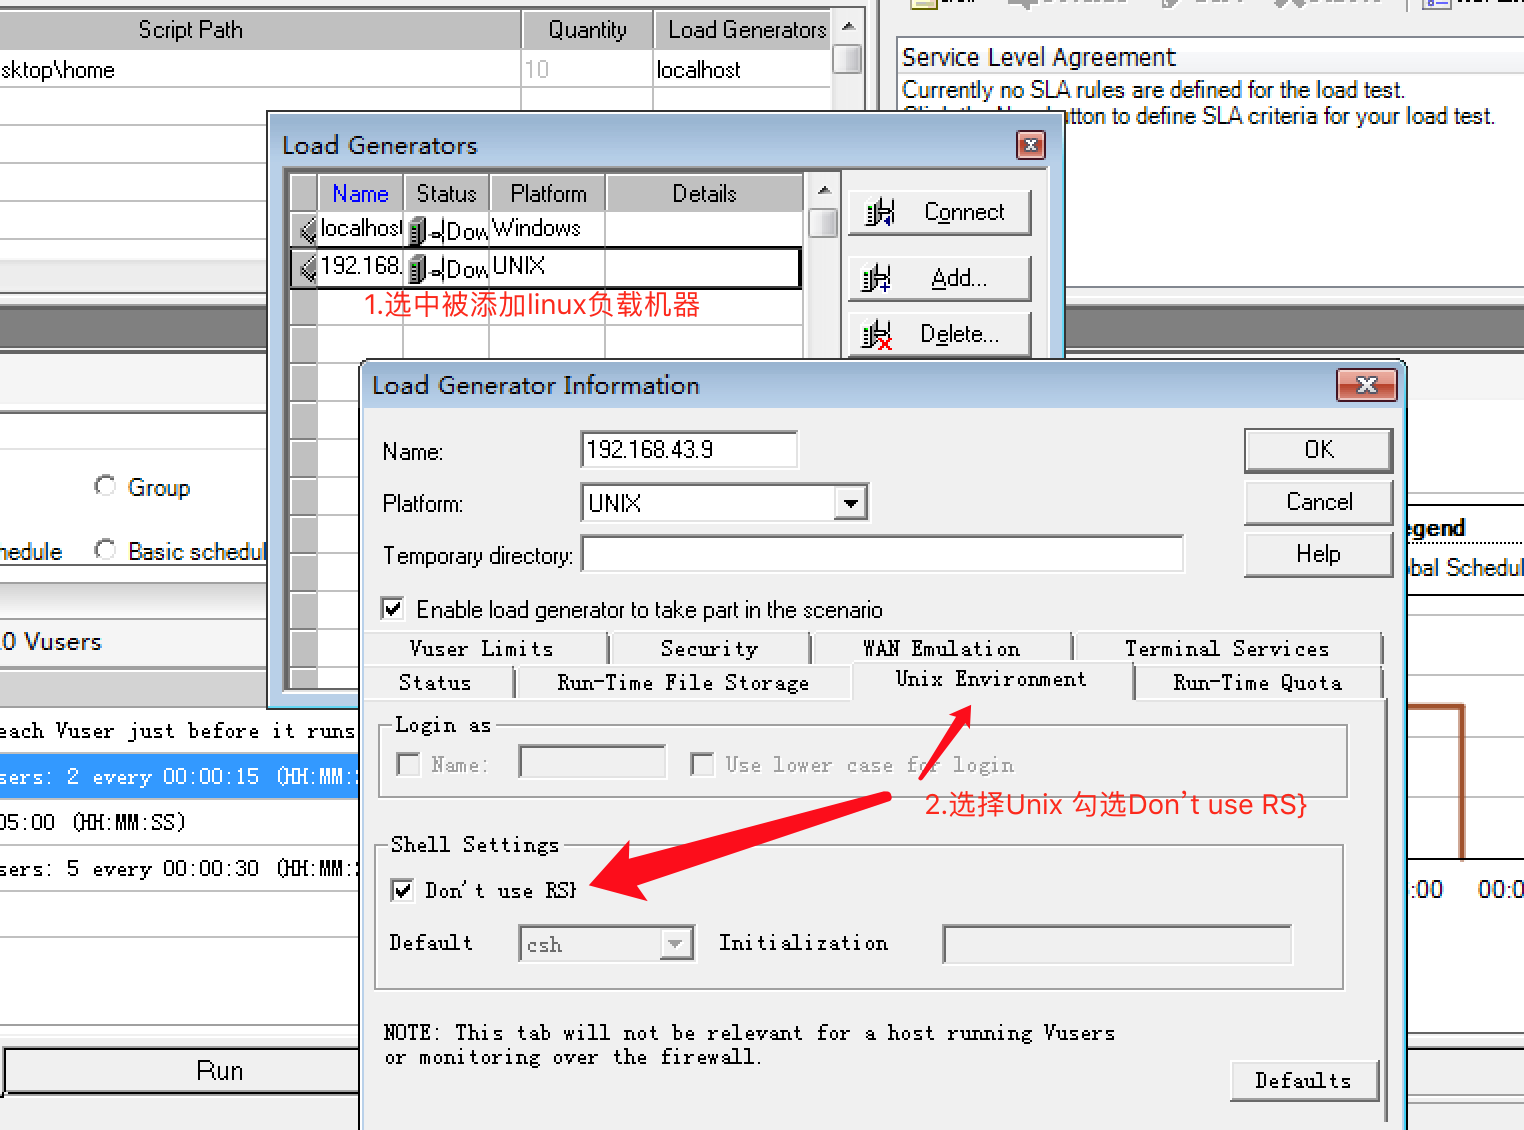 Script Path
Quantity
Load Generators
sktop\home
10
localhost
Service Level Agreement
Currently no SLA rules are defined for the load test.
button to define SLA criteria for your load test.
Load Generators
Name
Status
Platform
Details
localhost
Dow
Windows
192.168.
Dow
UNIX
1.选中被添加linux负载机器
Connect
Add...
Delete...
Load Generator Information
Name:
192.168.43.9
OK
Platform:
UNIX
Cancel
Temporary directory:
Help
Enable load generator to take part in the scenario
Vuser Limits
Security
WAN Emulation
Terminal Services
Status
Run-Time File Storage
Unix Environment
Run-Time Quota
Login as
Name:
Use lower case for login
2.选择Unix 勾选Don't use RS}
Shell Settings
Don't use RS}
Default
csh
Initialization
NOTE: This tab will not be relevant for a host running Vusers
or monitoring over the firewall.
Defaults
Group
hedule
Basic schedul
0 Vusers
each Vuser just before it runs
sers: 2 every 00:00:15 (HH:MM:
05:00 (HH:MM:SS)
sers: 5 every 00:00:30 (HH:MM:
Run
egend
bal Schedul
:00
00:0